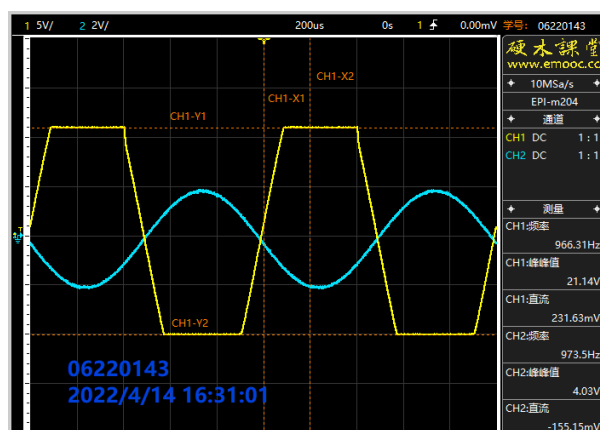 1 5V/ 2 2V/ 200us 0s 1 0.00mV 学号: 06220143
硬木課堂
www.emooc.cc
10MSa/s
EPI-m204
通道
CH1 DC 1:1
CH2 DC 1:1
测量
CH1:频率
966.31Hz
CH1:峰峰值
21.14V
CH1:直流
231.63mV
CH2:频率
973.5Hz
CH2:峰峰值
4.03V
CH2:直流
-155.15mV
CH1-X2
CH1-X1
CH1-Y1
CH1-Y2
06220143
2022/4/14 16:31:01